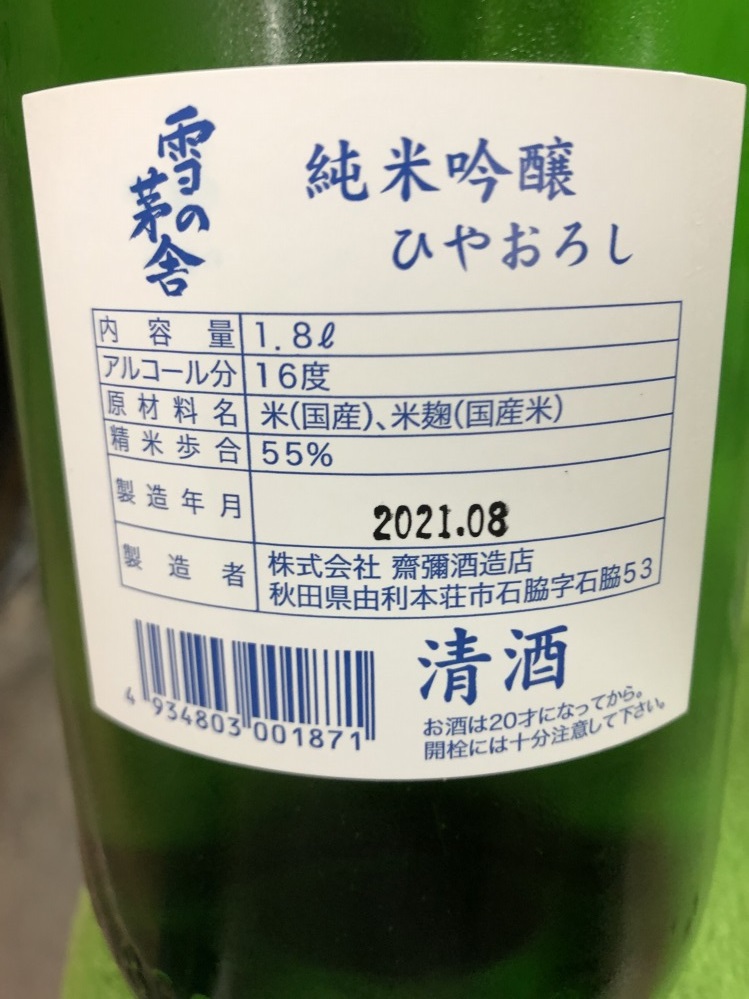 雪の茅舎
純米吟醸
ひやおろし
内容量 1.8ℓ
アルコール分 16度
原材料名 米(国産)、米麹(国産米)
精米歩合 55%
製造年月 2021.08
製造者 株式会社 齋彌酒造店
秋田県由利本荘市石脇字石脇53
清酒
お酒は20才になってから。
開栓には十分注意して下さい。
4 934803 001871